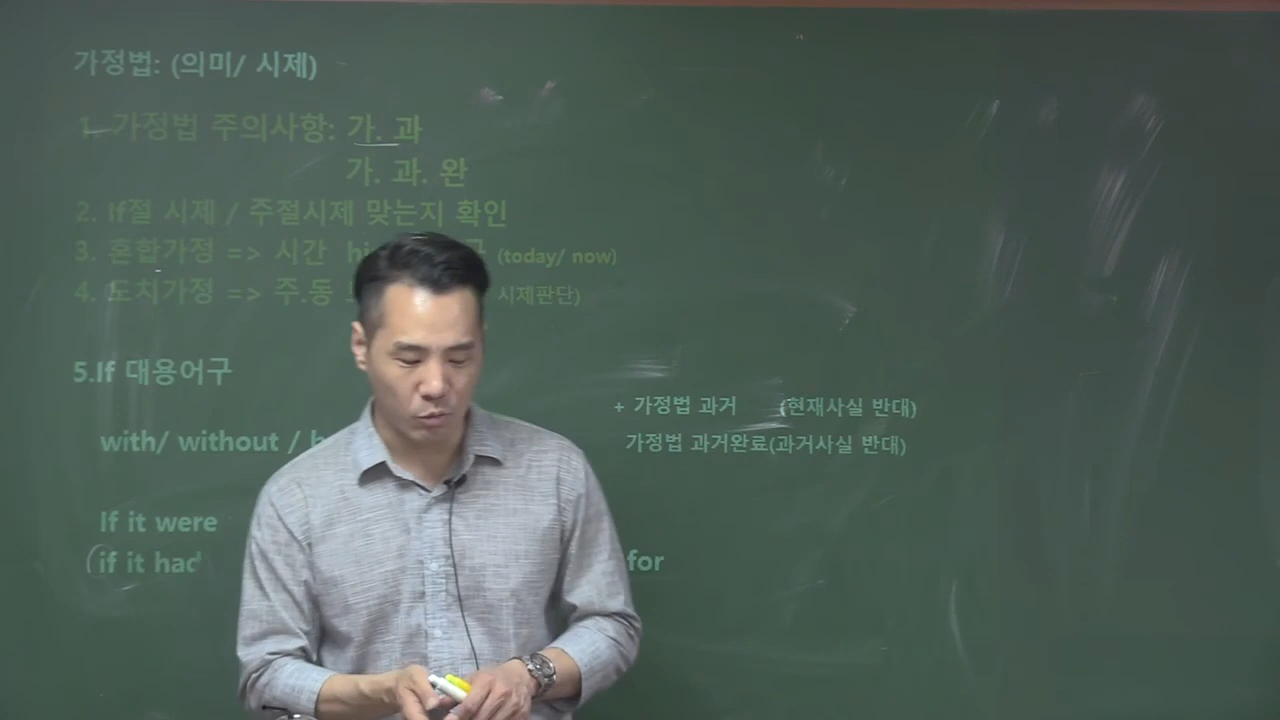 가정법: (의미/ 시제)
1. 가정법 주의사항: 가. 과
가. 과. 완
2. If절 시제 / 주절시제 맞는지 확인
3. 혼합가정 => 시간 (today/ now)
4. 도치가정 => 주.동 시제판단)
5.If 대용어구
+ 가정법 과거 (현재사실 반대)
with/ without / 가정법 과거완료(과거사실 반대)
If it were
(if it had for